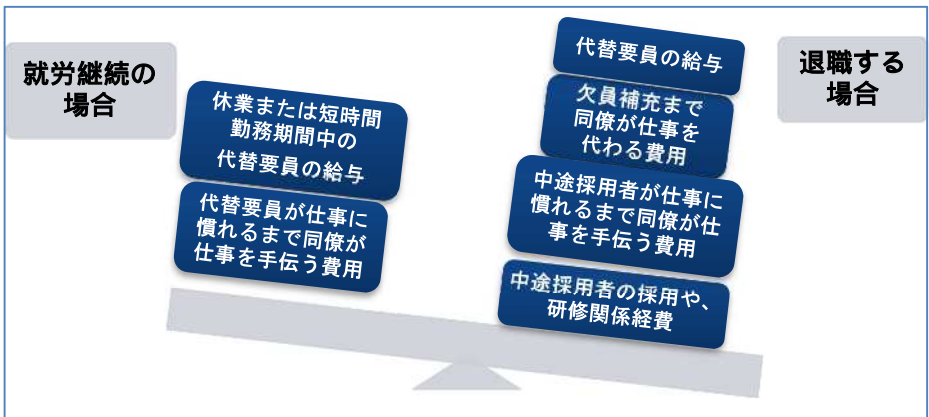 就労継続の
場合
休業または短時間
勤務期間中の
代替要員の給与
代替要員が仕事に
慣れるまで同僚が
仕事を手伝う費用
退職する
場合
代替要員の給与
欠員補充まで
同僚が仕事を
代わる費用
中途採用者が仕事に
慣れるまで同僚が仕
事を手伝う費用
中途採用者の採用や、
研修関係経費